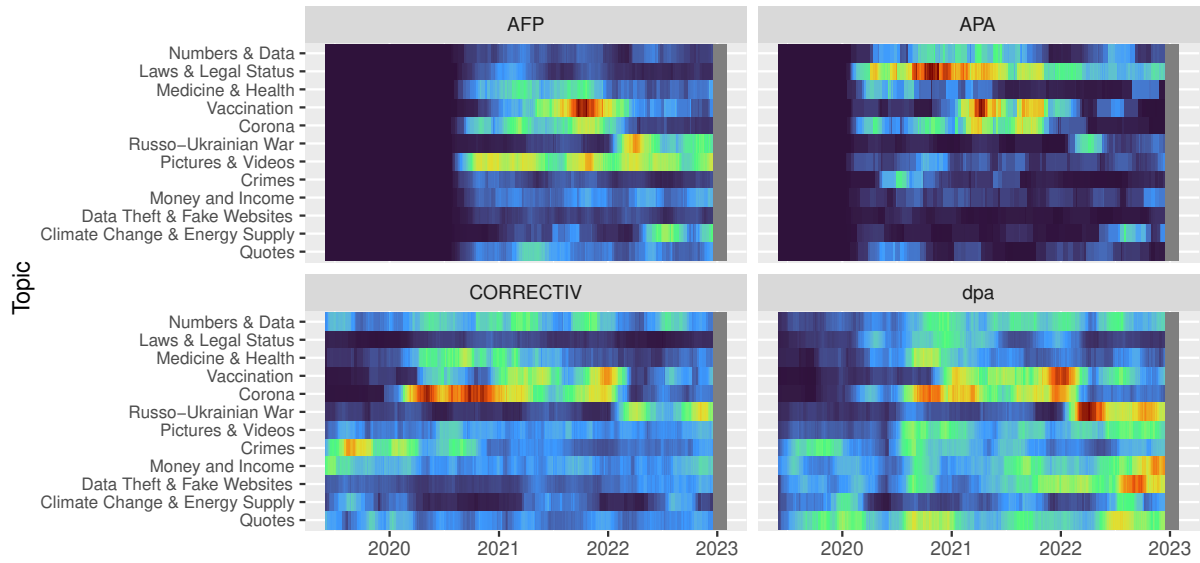 AFP
APA
Numbers & Data
Laws & Legal Status
Medicine & Health
Vaccination
Corona
Russo−Ukrainian War
Pictures & Videos
Crimes
Money and Income
Data Theft & Fake Websites
Climate Change & Energy Supply
Quotes
Topic
CORRECTIV
dpa
Numbers & Data
Laws & Legal Status
Medicine & Health
Vaccination
Corona
Russo−Ukrainian War
Pictures & Videos
Crimes
Money and Income
Data Theft & Fake Websites
Climate Change & Energy Supply
Quotes
2020 2021 2022 2023
2020 2021 2022 2023